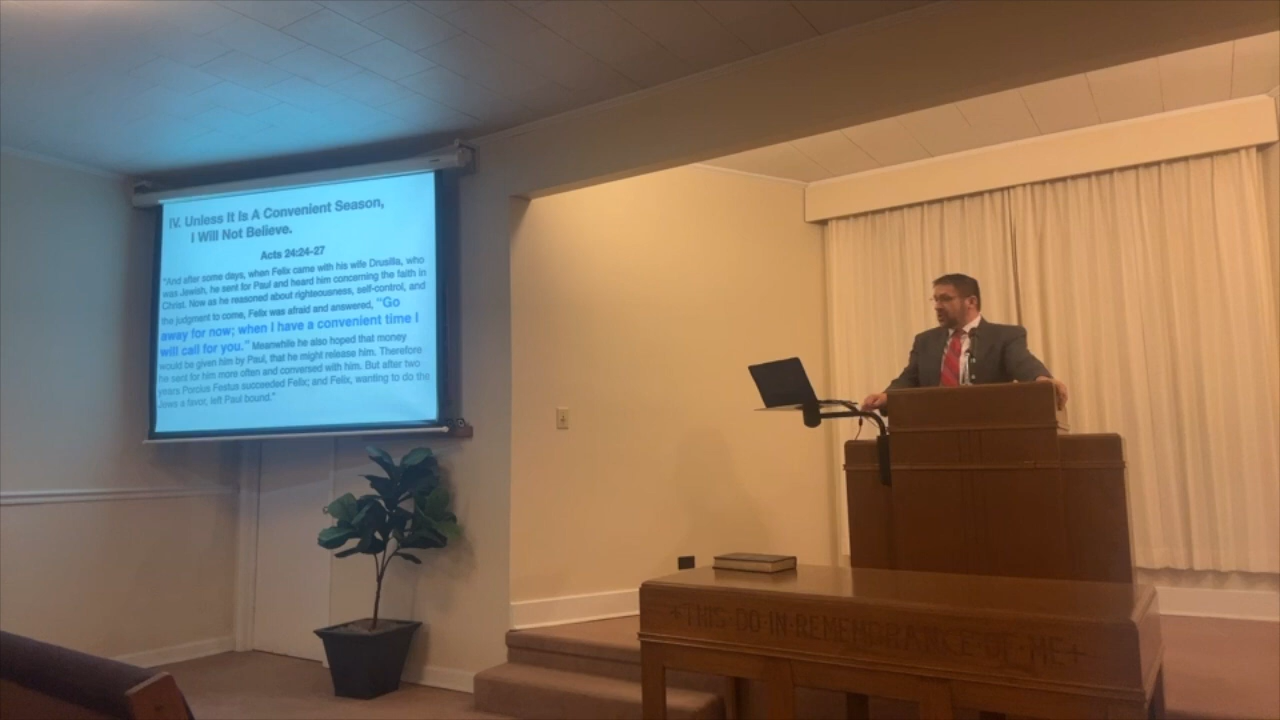 IV. Unless It Is A Convenient Season,
I Will Not Believe.
Acts 24:24-27
"And after some days, when Felix came with his wife Drusilla, who
was Jewish, he sent for Paul and heard him concerning the faith in
Christ. Now as he reasoned about righteousness, self-control, and
the judgment to come, Felix was afraid and answered, "Go
away for now; when I have a convenient time I
will call for you." Meanwhile he also hoped that money
would be given him by Paul, that he might release him. Therefore
he sent for him more often and conversed with him. But after two
years Porcius Festus succeeded Felix; and Felix, wanting to do the
Jews a favor, left Paul bound."
+THIS·DO·IN·REMEMBRANCE·OF·ME+